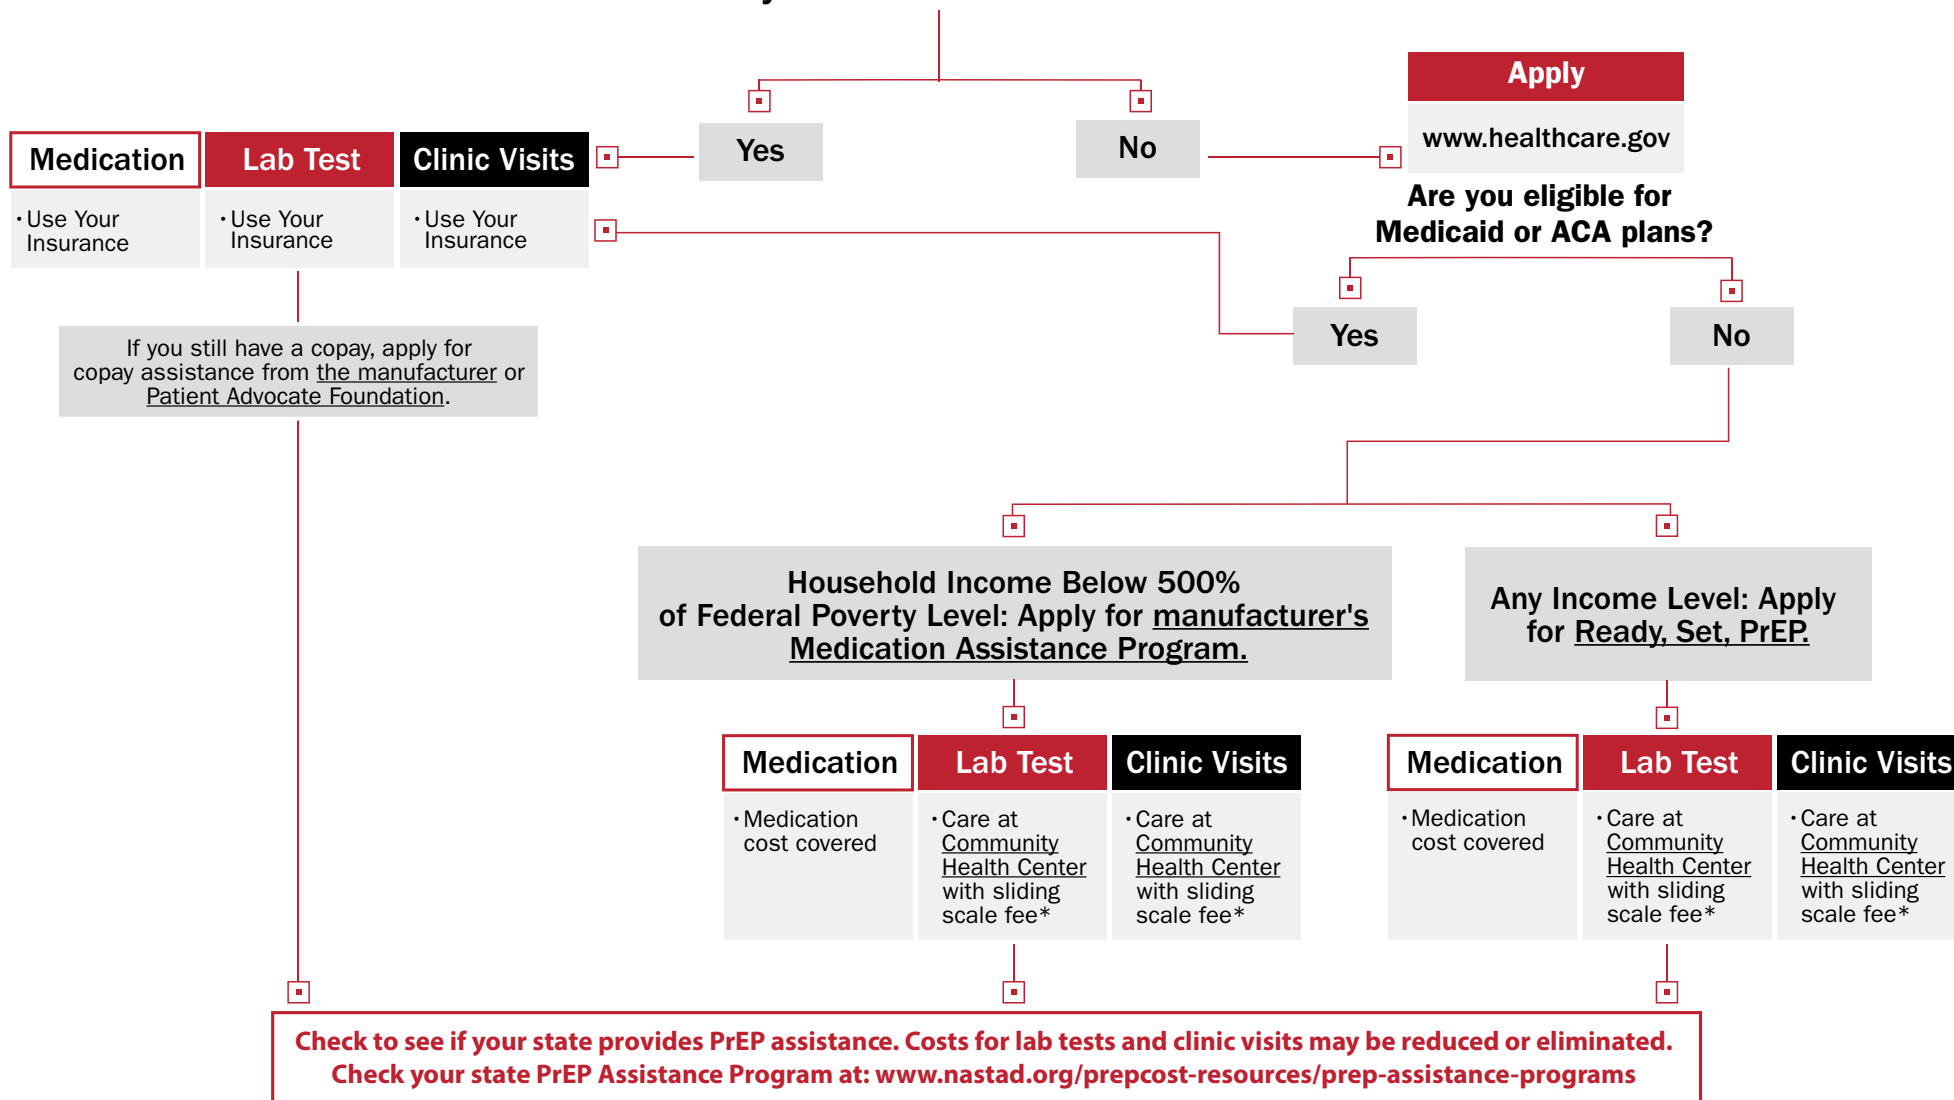 Yes
No
Apply
www.healthcare.gov
Medication
Lab Test
Clinic Visits
· Use Your
Insurance
· Use Your
Insurance
· Use Your
Insurance
Are you eligible for
Medicaid or ACA plans?
Yes
No
If you still have a copay, apply for
copay assistance from the manufacturer or
Patient Advocate Foundation.
Household Income Below 500%
of Federal Poverty Level: Apply for manufacturer's
Medication Assistance Program.
Any Income Level: Apply
for Ready, Set, PrEP.
Medication
Lab Test
Clinic Visits
· Medication
cost covered
· Care at
Community
Health Center
with sliding
scale fee*
· Care at
Community
Health Center
with sliding
scale fee*
Medication
Lab Test
Clinic Visits
· Medication
cost covered
· Care at
Community
Health Center
with sliding
scale fee*
· Care at
Community
Health Center
with sliding
scale fee*
Check to see if your state provides PrEP assistance. Costs for lab tests and clinic visits may be reduced or eliminated.
Check your state PrEP Assistance Program at: www.nastad.org/prepcost-resources/prep-assistance-programs